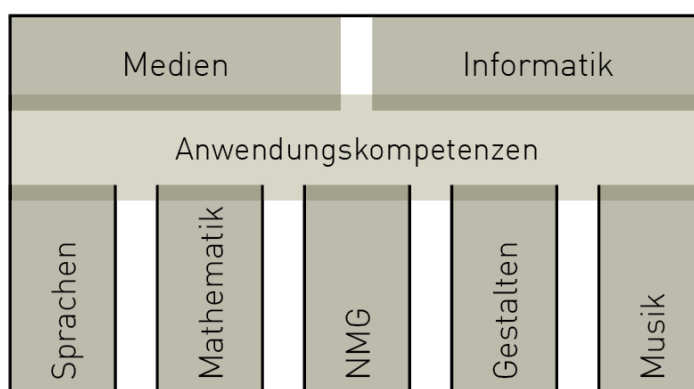 Medien
Informatik
Anwendungskompetenzen
Sprachen
Mathematik
NMG
Gestalten
Musik